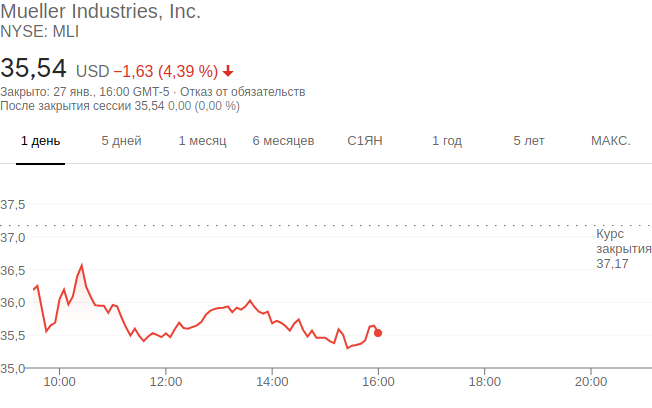 Mueller Industries, Inc.
NYSE: MLI
35,54 USD −1,63 (4,39 %)
Закрыто: 27 янв., 16:00 GMT-5 · Отказ от обязательств
После закрытия сессии 35,54 0,00 (0,00 %)
1 день 5 дней 1 месяц 6 месяцев С1ЯН 1 год 5 лет МАКС.
37,5
37,0
36,5
36,0
35,5
35,0
Курс
закрытия
37,17
10:00 12:00 14:00 16:00 18:00 20:00